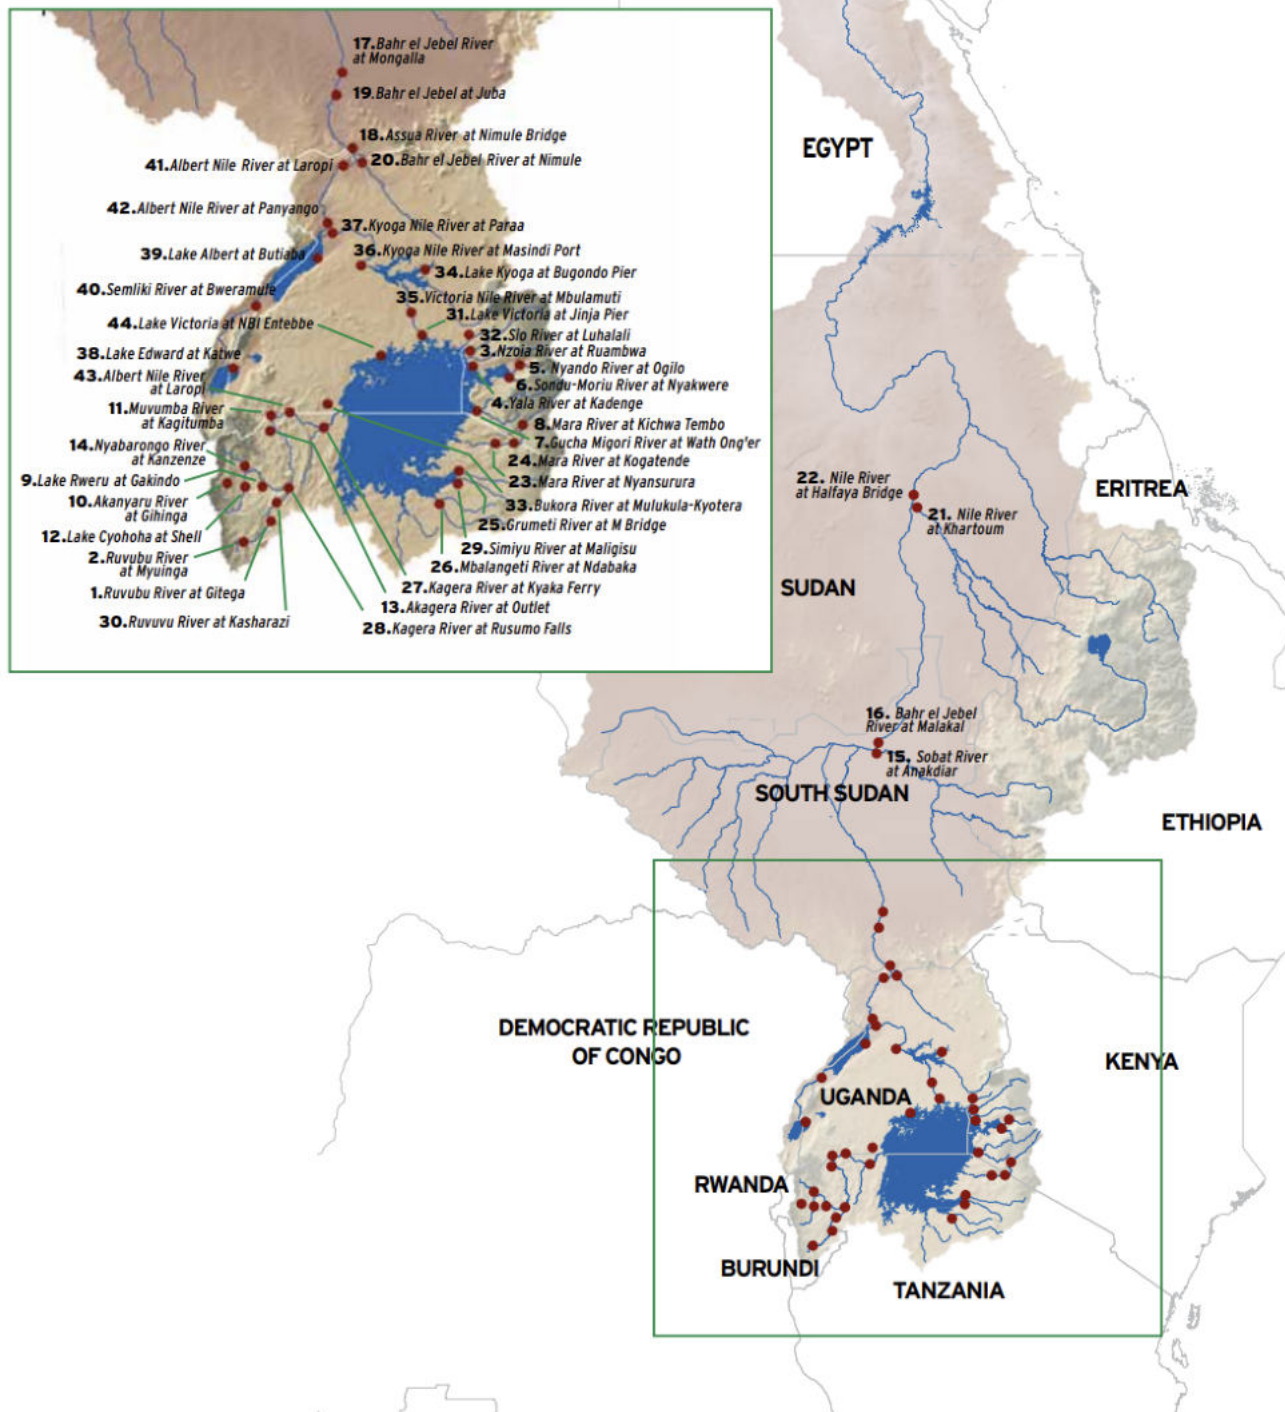 17.Bahr el Jebel River
at Mongalla
19.Bahr el Jebel at Juba
18.Assua River at Nimule Bridge
41.Albert Nile River at Laropi
20.Bahr el Jebel River at Nimule
42.Albert Nile River at Panyango
37.Kyoga Nile River at Paraa
39.Lake Albert at Butiaba
36.Kyoga Nile River at Masindi Port
34.Lake Kyoga at Bugondo Pier
40.Semliki River at Bweramule
35.Victoria Nile River at Mbulamuti
31.Lake Victoria at Jinja Pier
44.Lake Victoria at NBI Entebbe
32.Slo River at Luhalali
38.Lake Edward at Katwe
3.Nzoia River at Ruambwa
5. Nyando River at Ogilo
43.Albert Nile River
at Laropi
6.Sondu-Moriu River at Nyakwere
11.Muvumba River
at Kagitumba
4.Yala River at Kadenge
8.Mara River at Kichwa Tembo
7.Gucha Migori River at Wath Ong'er
14.Nyabarongo River
at Kanzenze
24.Mara River at Kogatende
9.Lake Rweru at Gakindo
23.Mara River at Nyansurura
10.Akanyaru River
at Gihinga
33.Bukora River at Mulukula-Kyotera
25.Grumeti River at M Bridge
12.Lake Cyohoha at Shell
29.Simiyu River at Maligisu
2.Ruvubu River
at Myuinga
26.Mbalangeti River at Ndabaka
1.Ruvubu River at Gitega
27.Kagera River at Kyaka Ferry
13.Akagera River at Outlet
30.Ruvuvu River at Kasharazi
28.Kagera River at Rusumo Falls
EGYPT
22. Nile River
at Halfaya Bridge
ERITREA
21. Nile River
at Khartoum
SUDAN
16. Bahr el Jebel
River at Malakal
15. Sobat River
at Anakdiar
SOUTH SUDAN
ETHIOPIA
DEMOCRATIC REPUBLIC
OF CONGO
KENYA
UGANDA
RWANDA
BURUNDI
TANZANIA